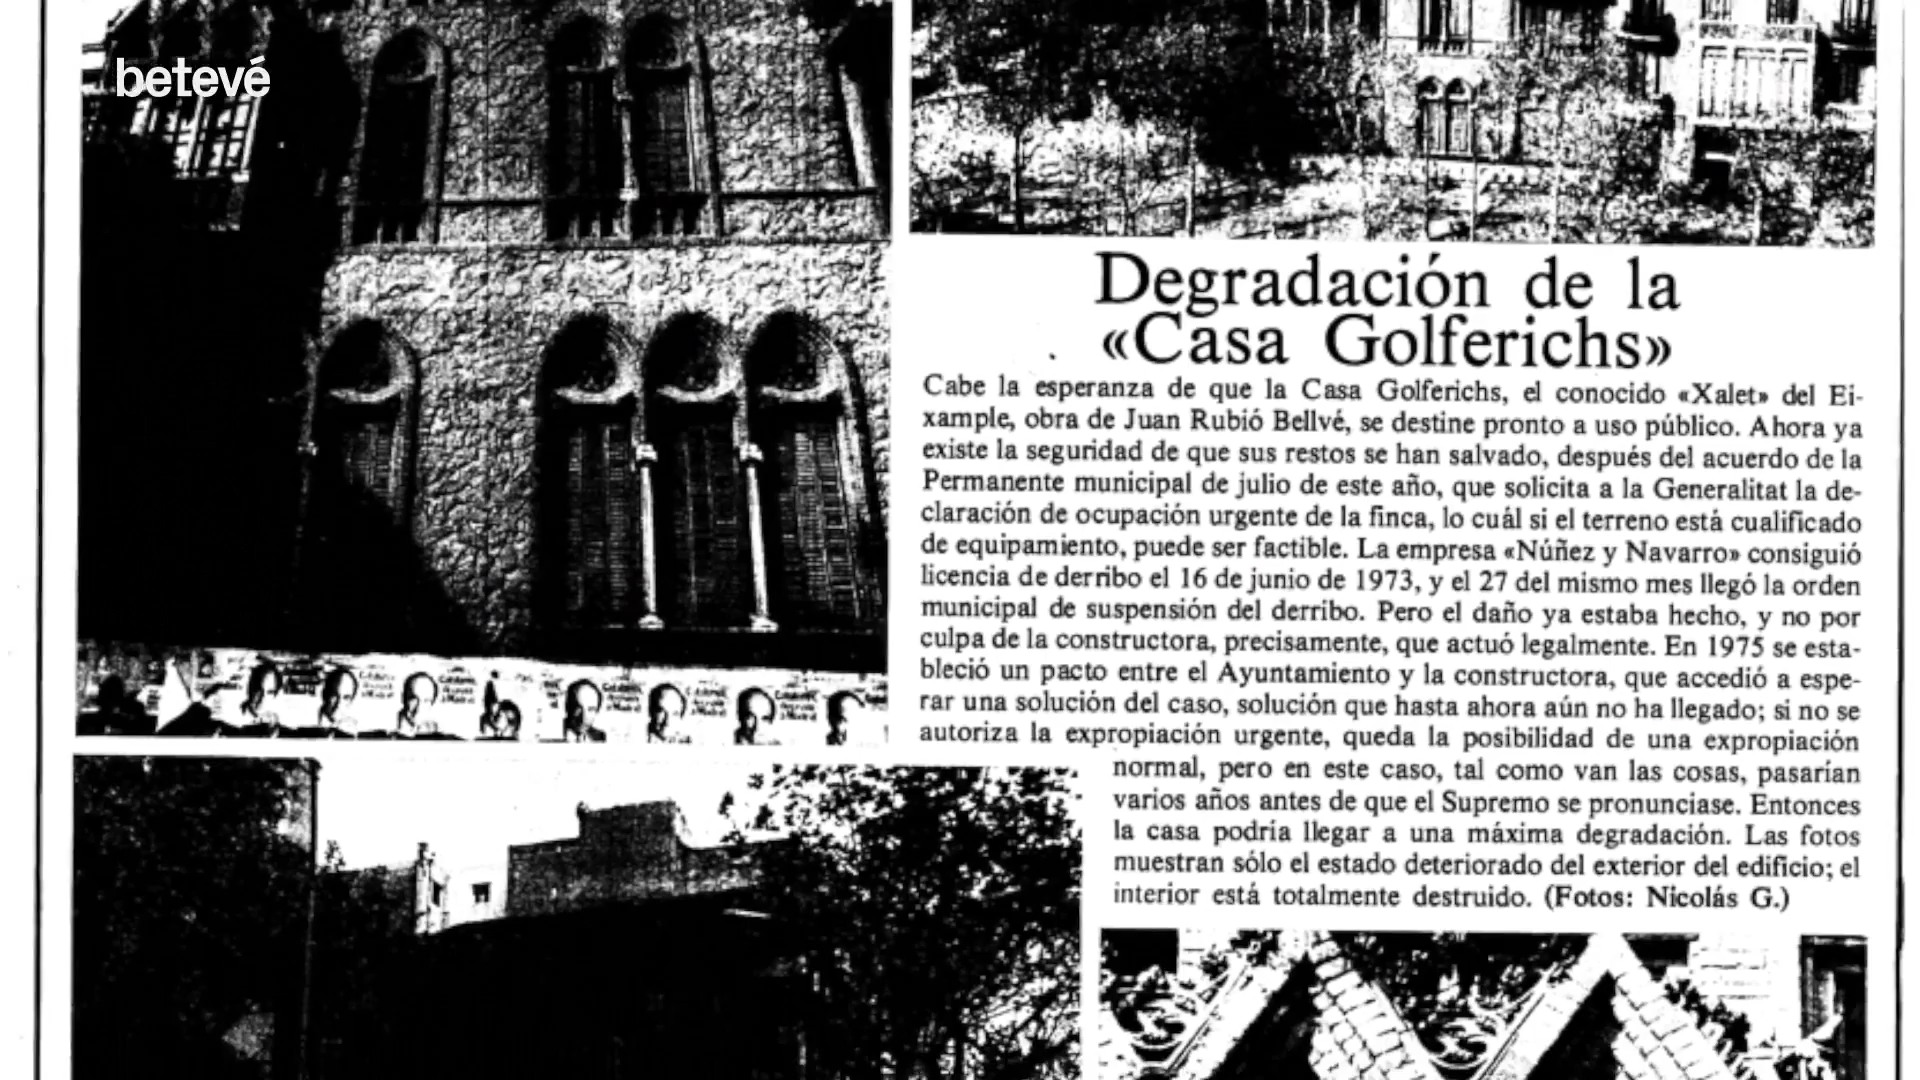 betevé
Degradación de la
«Casa Golferichs»
Cabe la esperanza de que la Casa Golferichs, el conocido «Xalet» del Ei-
xample, obra de Juan Rubió Bellvé, se destine pronto a uso público. Ahora ya
existe la seguridad de que sus restos se han salvado, después del acuerdo de la
Permanente municipal de julio de este año, que solicita a la Generalitat la de-
claración de ocupación urgente de la finca, lo cuál si el terreno está cualificado
de equipamiento, puede ser factible. La empresa «Núñez y Navarro» consiguió
licencia de derribo el 16 de junio de 1973, y el 27 del mismo mes llegó la orden
municipal de suspensión del derribo. Pero el daño ya estaba hecho, y no por
culpa de la constructora, precisamente, que actuó legalmente. En 1975 se esta-
bleció un pacto entre el Ayuntamiento y la constructora, que accedió a espe-
rar una solución del caso, solución que hasta ahora aún no ha llegado; si no se
autoriza la expropiación urgente, queda la posibilidad de una expropiación
normal, pero en este caso, tal como van las cosas, pasarían
varios años antes de que el Supremo se pronunciase. Entonces
la casa podría llegar a una máxima degradación. Las fotos
muestran sólo el estado deteriorado del exterior del edificio; el
interior está totalmente destruido. (Fotos: Nicolás G.)